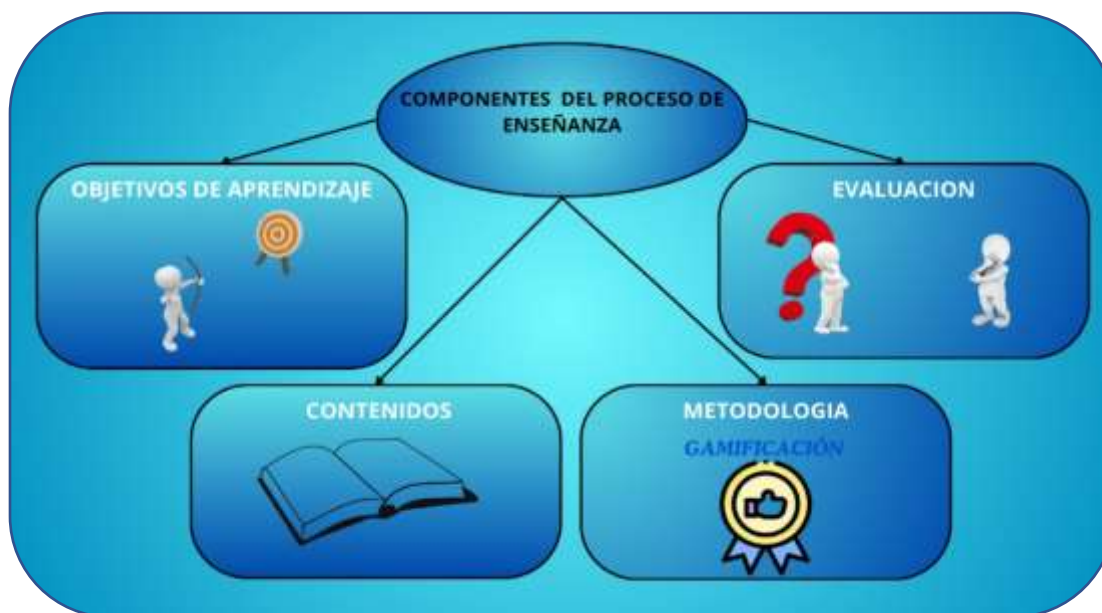 COMPONENTES DEL PROCESO DE
ENSEÑANZA
OBJETIVOS DE APRENDIZAJE
EVALUACION
CONTENIDOS
METODOLOGIA
GAMIFICACIÓN